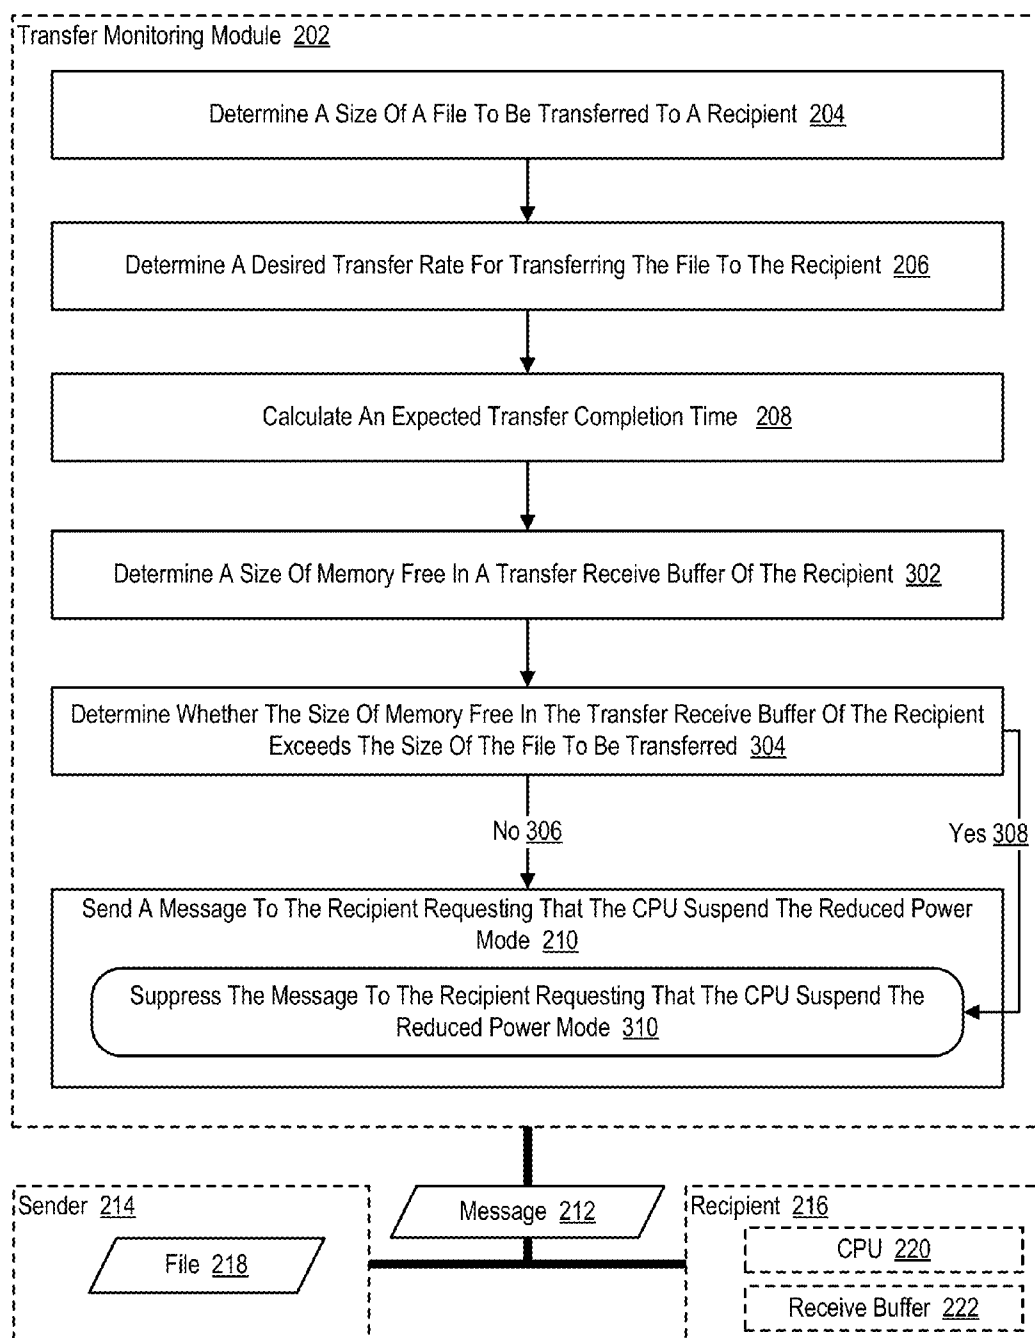 Transfer Monitoring Module 202
Determine A Size Of A File To Be Transferred To A Recipient 204
Determine A Desired Transfer Rate For Transferring The File To The Recipient 206
Calculate An Expected Transfer Completion Time 208
Determine A Size Of Memory Free In A Transfer Receive Buffer Of The Recipient 302
Determine Whether The Size Of Memory Free In The Transfer Receive Buffer Of The Recipient
Exceeds The Size Of The File To Be Transferred 304
No 306
Yes 308
Send A Message To The Recipient Requesting That The CPU Suspend The Reduced Power
Mode 210
Suppress The Message To The Recipient Requesting That The CPU Suspend The
Reduced Power Mode 310
Sender 214
File 218
Message 212
Recipient 216
CPU 220
Receive Buffer 222